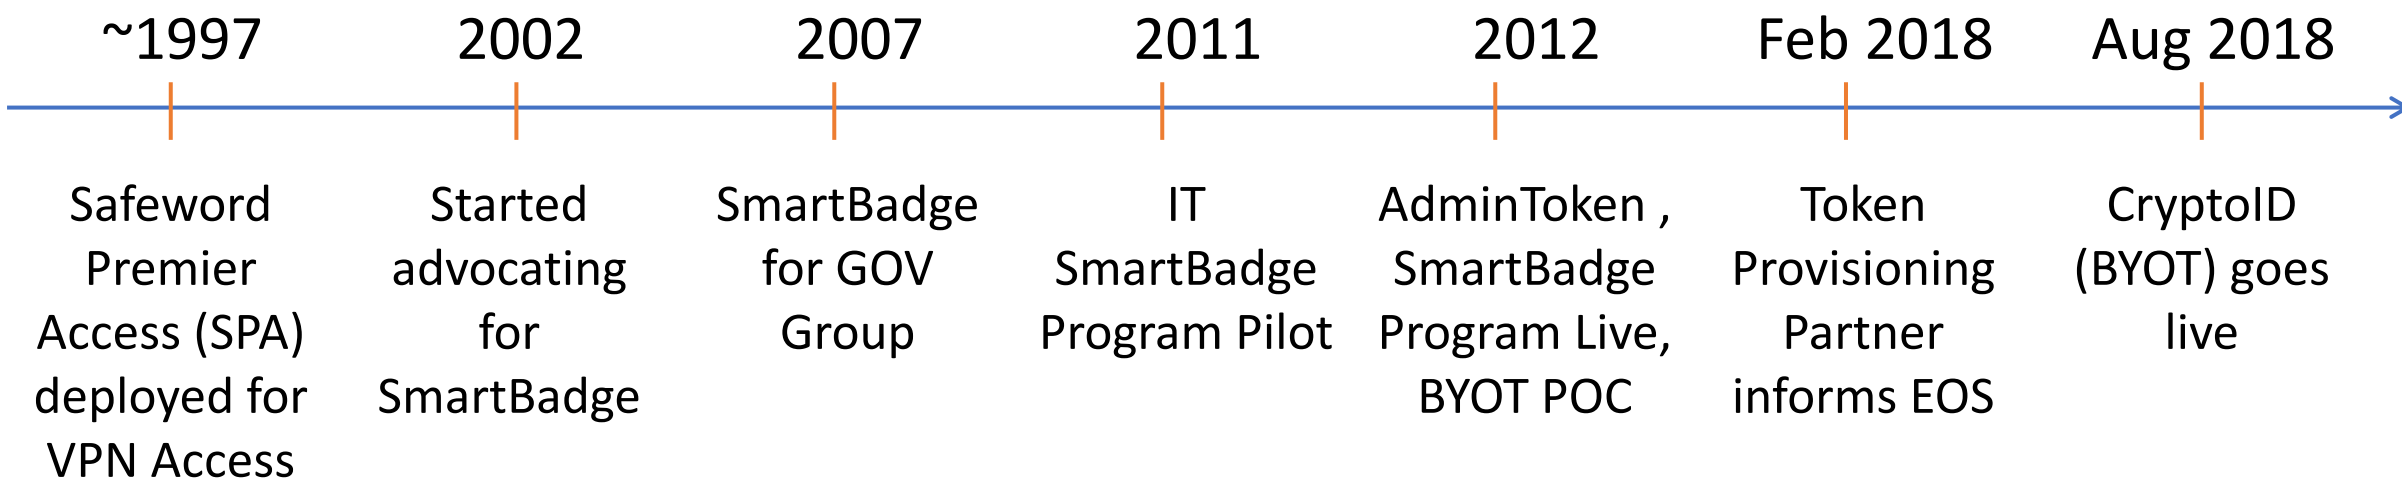 ~1997
2002
2007
2011
2012
Feb 2018
Aug 2018
Safeword
Premier
Access (SPA)
deployed for
VPN Access
Started
advocating
for
SmartBadge
SmartBadge
for GOV
Group
IT
SmartBadge
Program Pilot
AdminToken ,
SmartBadge
Program Live,
BYOT POC
Token
Provisioning
Partner
informs EOS
CryptoID
(BYOT) goes
live